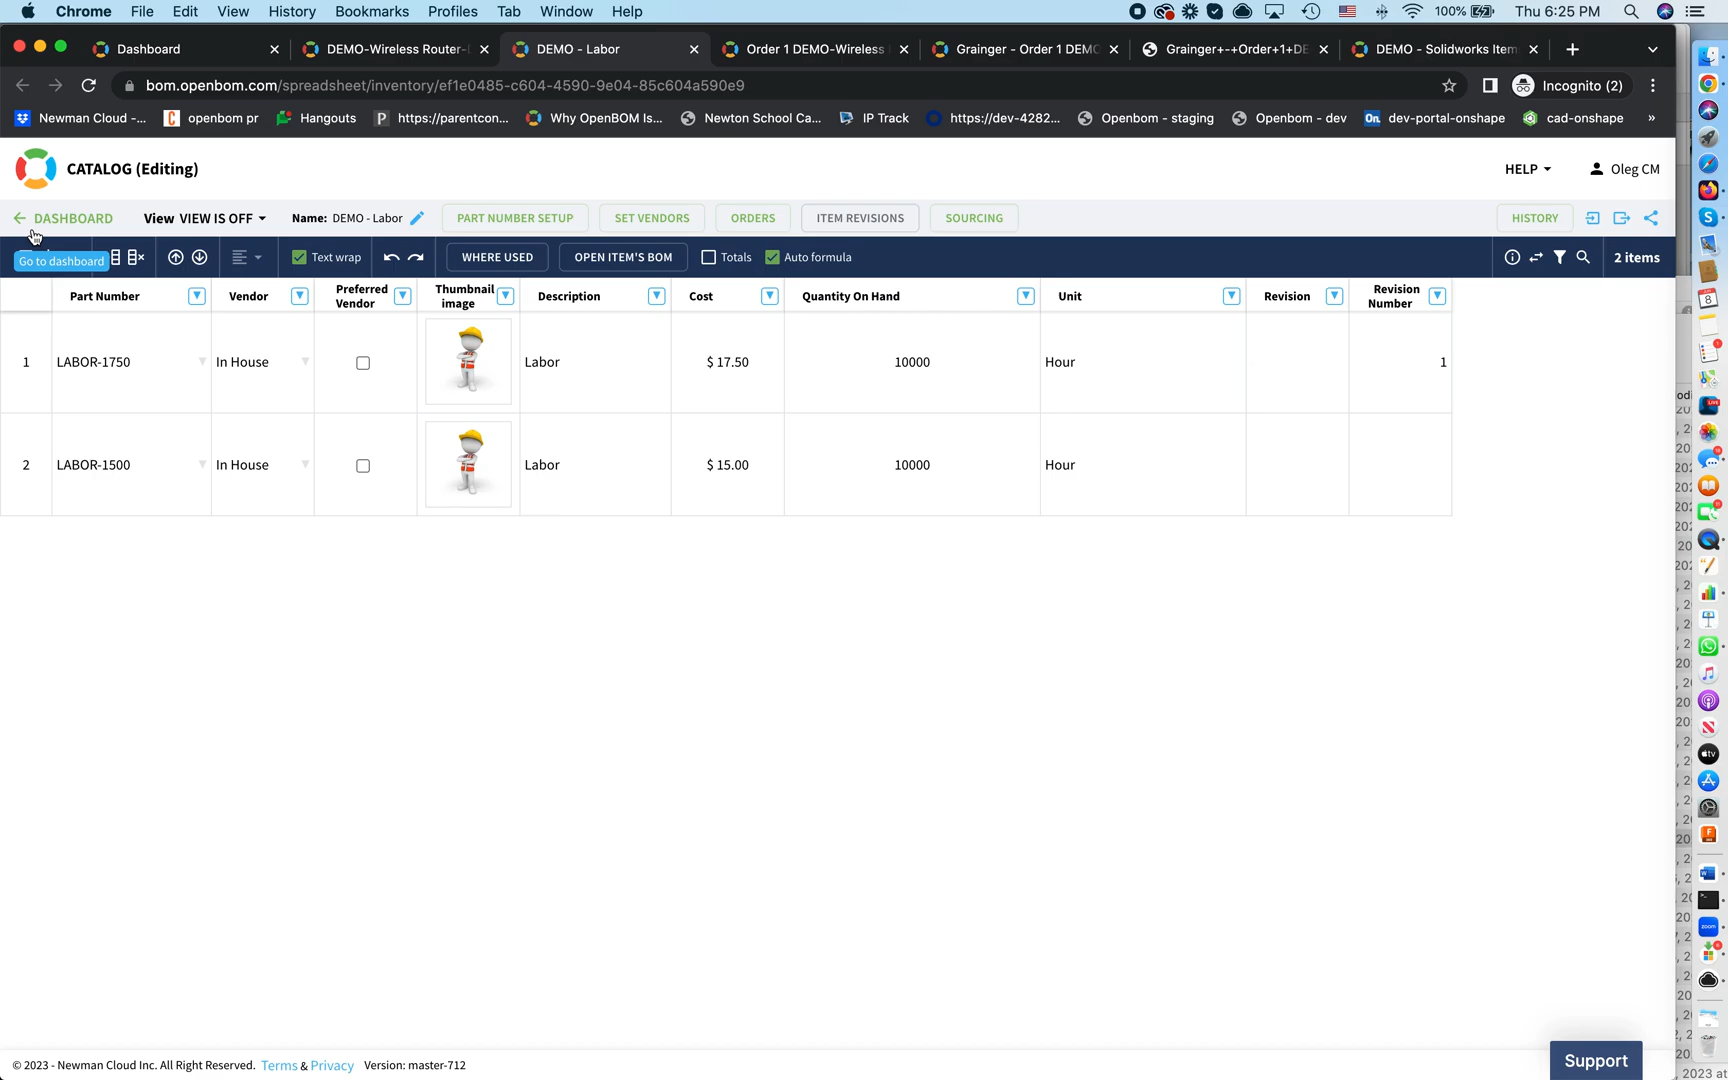 Chrome File Edit View History Bookmarks Profiles Tab Window Help 100% Thu 6:25 PM
Dashboard DEMO-Wireless Router- DEMO - Labor Order 1 DEMO-Wireless Grainger - Order 1 DEMO Grainger+-+Order+1+DE DEMO - Solidworks Item
bom.openbom.com/spreadsheet/inventory/ef1e0485-c604-4590-9e04-85c604a590e9 Incognito (2)
Newman Cloud -... openbom pr Hangouts https://parentcon... Why OpenBOM Is... Newton School Ca... IP Track https://dev-4282... Openbom - staging Openbom - dev dev-portal-onshape cad-onshape »
CATALOG (Editing) HELP Oleg CM
DASHBOARD View VIEW IS OFF Name: DEMO - Labor PART NUMBER SETUP SET VENDORS ORDERS ITEM REVISIONS SOURCING HISTORY
Go to dashboard Text wrap WHERE USED OPEN ITEM'S BOM Totals Auto formula 2 items
Part Number Vendor Preferred Vendor Thumbnail image Description Cost Quantity On Hand Unit Revision Revision Number
1 LABOR-1750 In House Labor $ 17.50 10000 Hour 1
2 LABOR-1500 In House Labor $ 15.00 10000 Hour
© 2023 - Newman Cloud Inc. All Right Reserved. Terms & Privacy Version: master-712
Support
, 2023 at